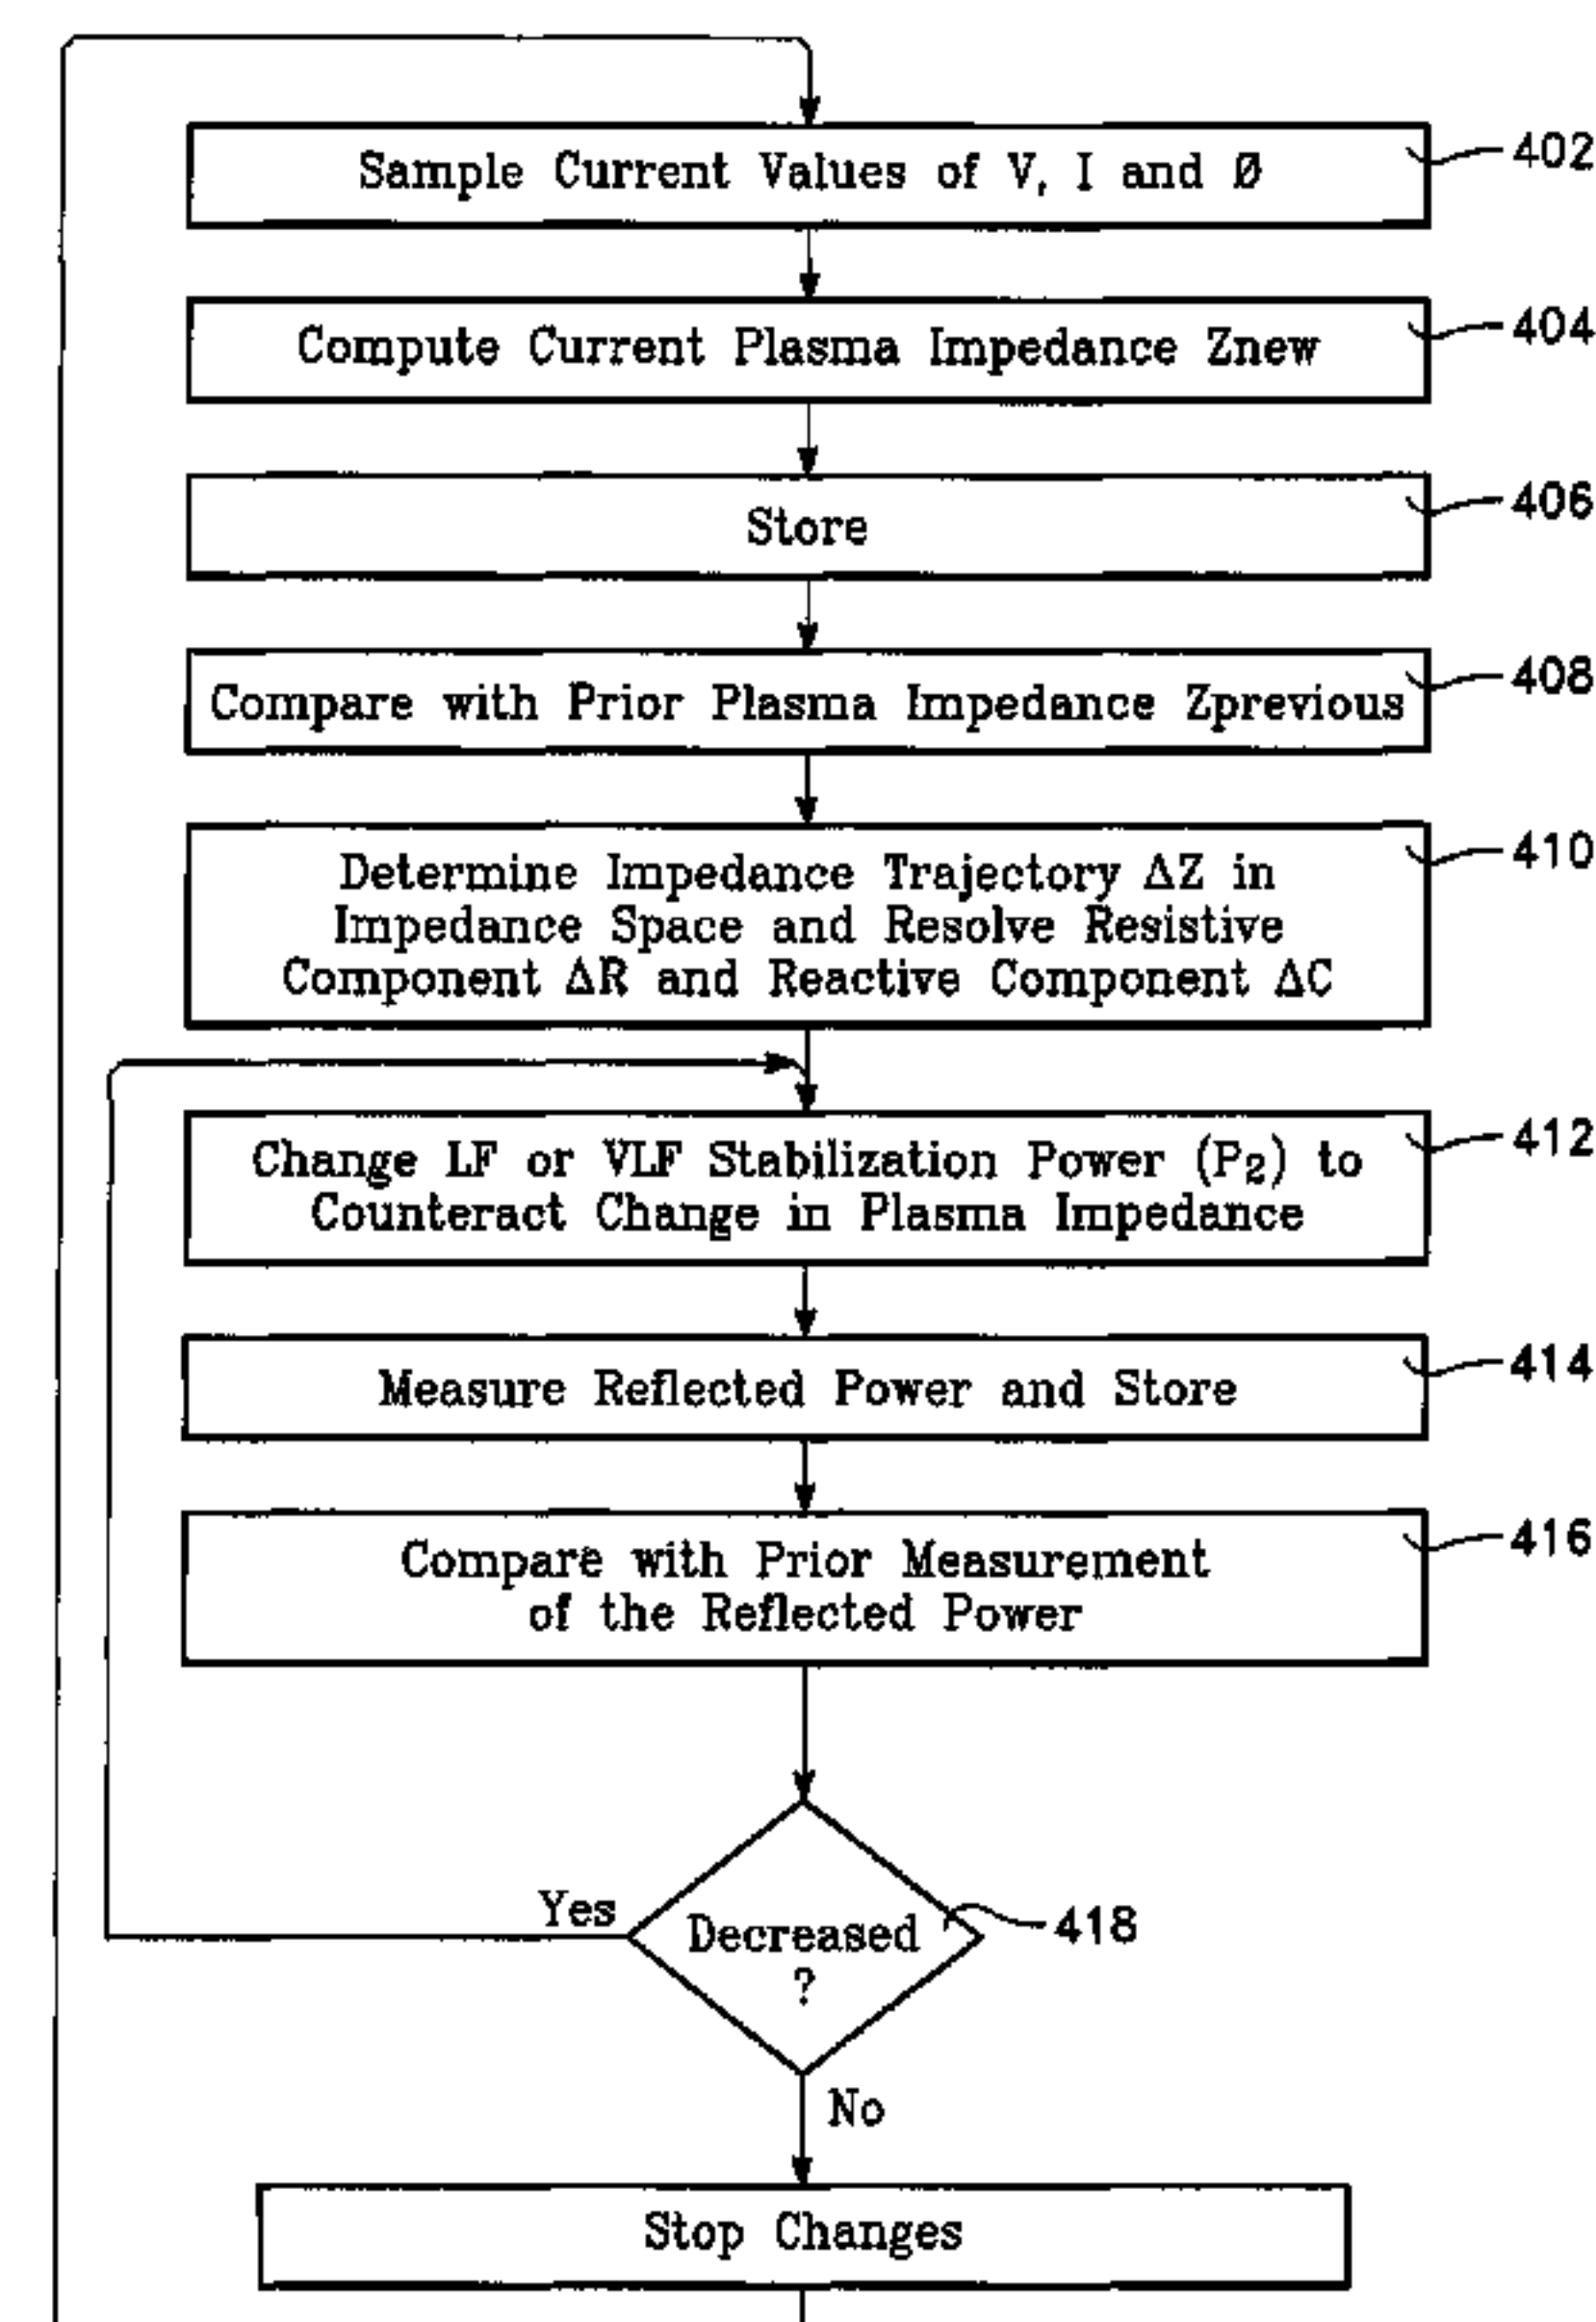 Sample Current Values of V, I and Ø
402
Compute Current Plasma Impedance Znew
404
Store
406
Compare with Prior Plasma Impedance Zprevious
408
Determine Impedance Trajectory ΔZ in
Impedance Space and Resolve Resistive
Component ΔR and Reactive Component ΔC
410
Change LF or VLF Stabilization Power (P₂) to
Counteract Change in Plasma Impedance
412
Measure Reflected Power and Store
414
Compare with Prior Measurement
of the Reflected Power
416
Yes
Decreased
?
418
No
Stop Changes